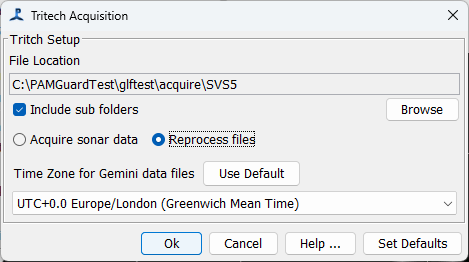 Tritech Acquisition
Tritch Setup
File Location
C:\PAMGuardTest\glftest\acquire\SVS5
Include sub folders Browse
Acquire sonar data Reprocess files
Time Zone for Gemini data files Use Default
UTC+0.0 Europe/London (Greenwich Mean Time)
Ok Cancel Help ... Set Defaults